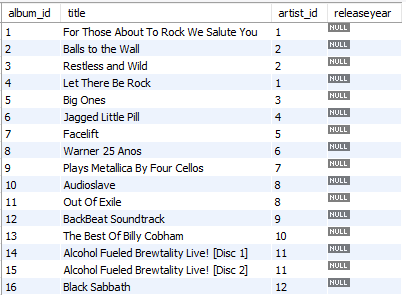 album_id title artist_id releaseyear
1 For Those About To Rock We Salute You 1 NULL
2 Balls to the Wall 2 NULL
3 Restless and Wild 2 NULL
4 Let There Be Rock 1 NULL
5 Big Ones 3 NULL
6 Jagged Little Pill 4 NULL
7 Facelift 5 NULL
8 Warner 25 Anos 6 NULL
9 Plays Metallica By Four Cellos 7 NULL
10 Audioslave 8 NULL
11 Out Of Exile 8 NULL
12 BackBeat Soundtrack 9 NULL
13 The Best Of Billy Cobham 10 NULL
14 Alcohol Fueled Brewtality Live! [Disc 1] 11 NULL
15 Alcohol Fueled Brewtality Live! [Disc 2] 11 NULL
16 Black Sabbath 12 NULL